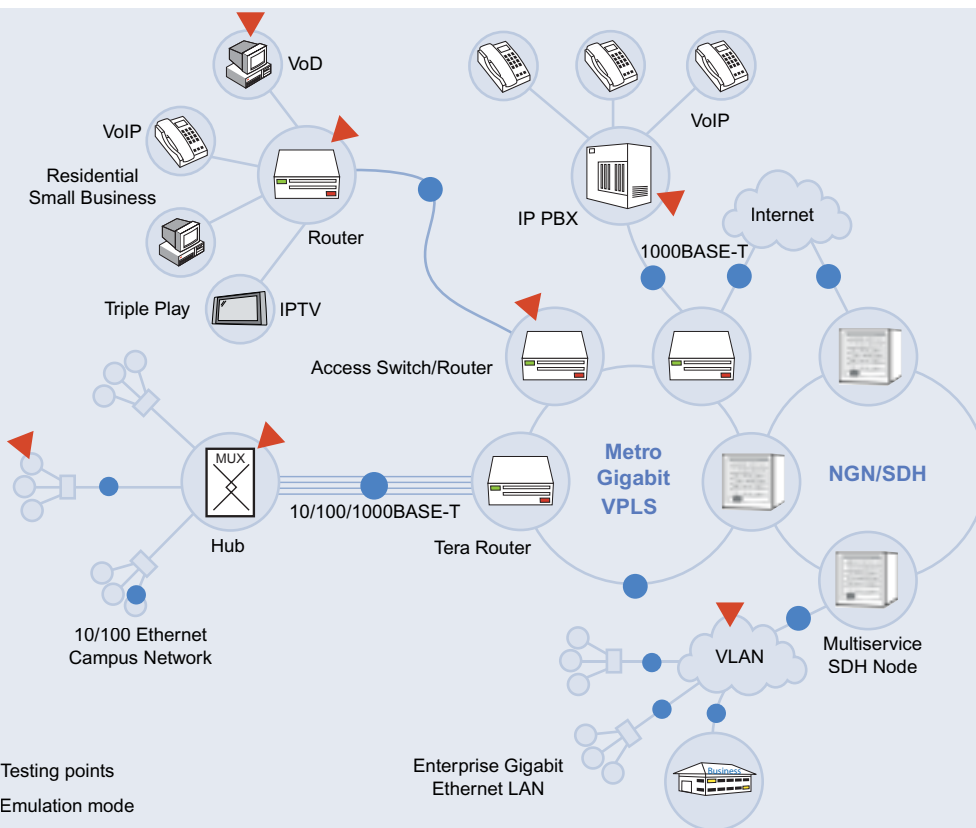 VoD
VoIP
Residential
Small Business
Router
Triple Play
IPTV
VoIP
IP PBX
Internet
1000BASE-T
Access Switch/Router
Metro
Gigabit
VPLS
NGN/SDH
MUX
Hub
10/100/1000BASE-T
Tera Router
10/100 Ethernet
Campus Network
VLAN
Multiservice
SDH Node
Enterprise Gigabit
Ethernet LAN
Business
Testing points
Emulation mode